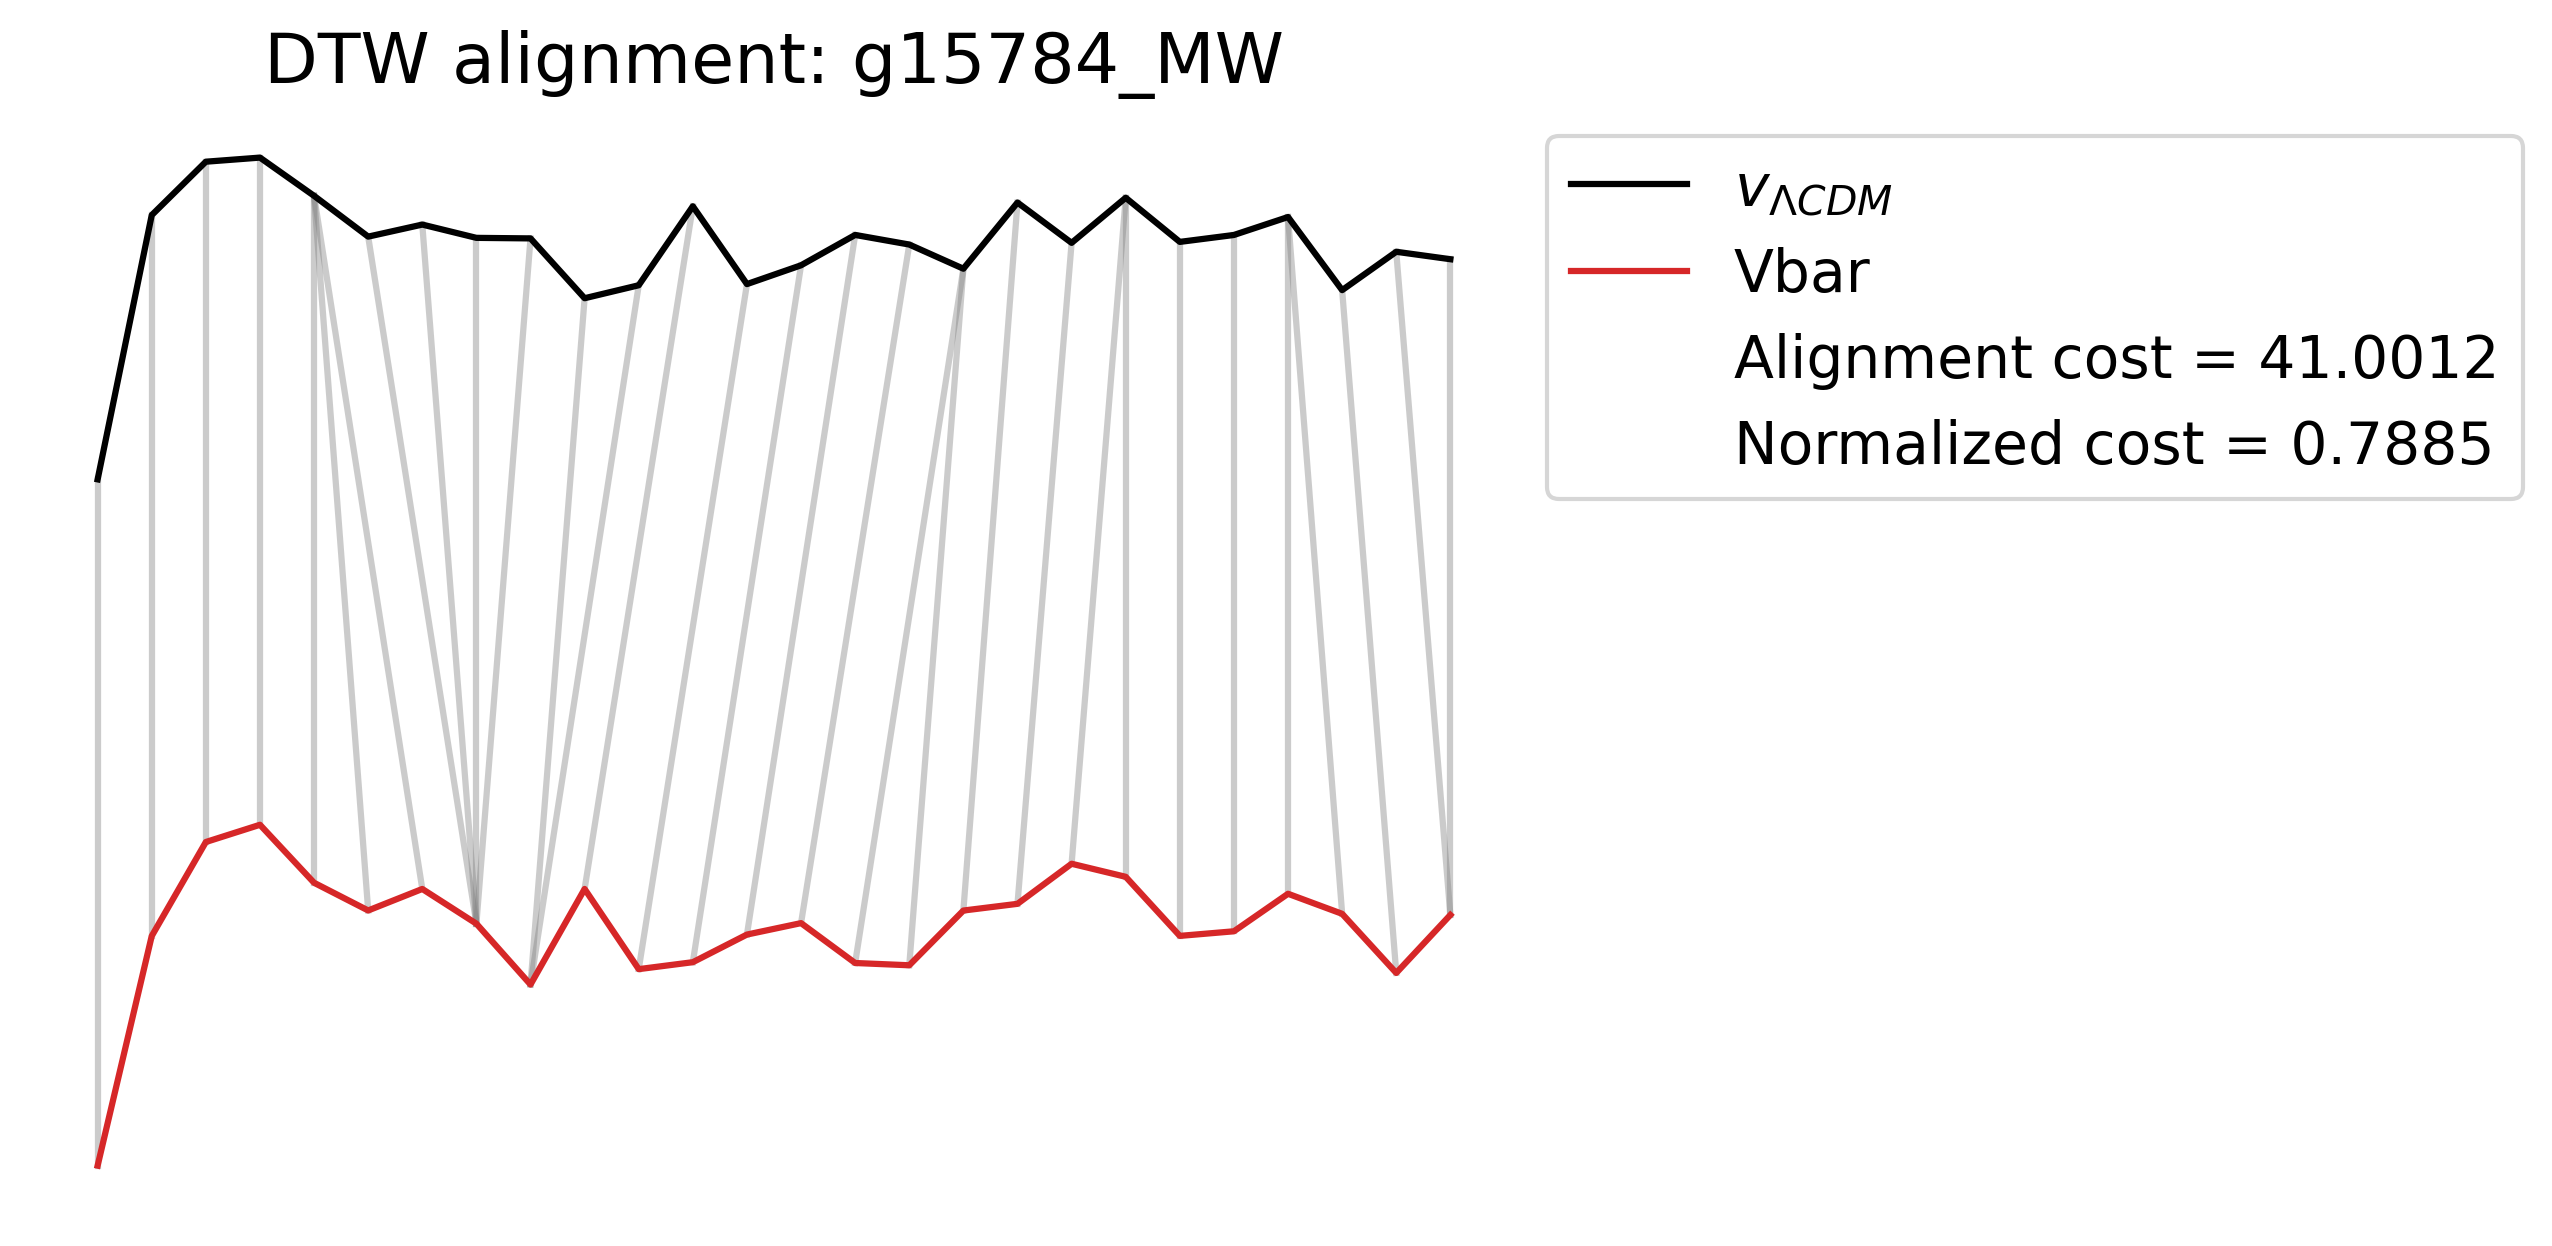 DTW alignment: g15784_MW
vΛCDM
Vbar
Alignment cost = 41.0012
Normalized cost = 0.7885